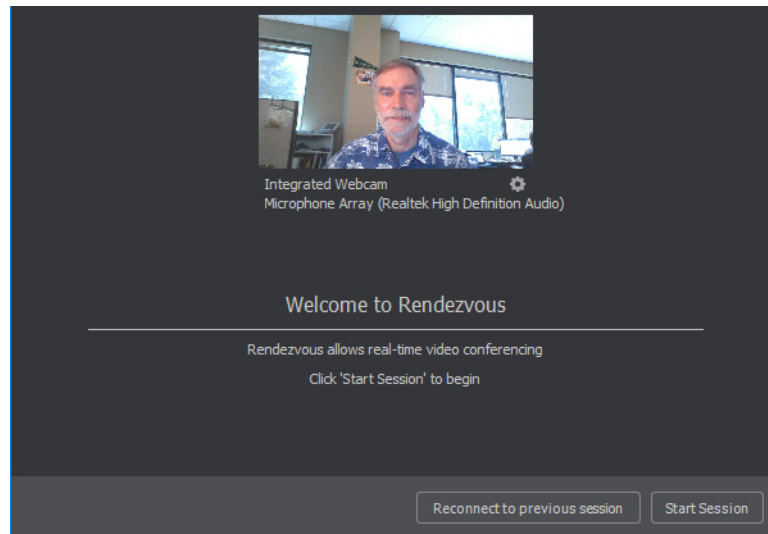 Integrated Webcam
Microphone Array (Realtek High Definition Audio)
Welcome to Rendezvous
Rendezvous allows real-time video conferencing
Click 'Start Session' to begin
Reconnect to previous session
Start Session